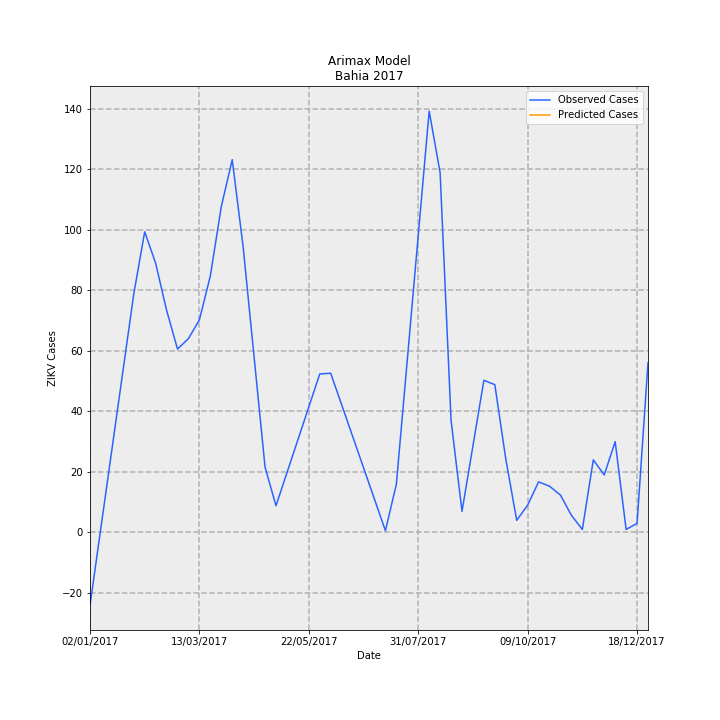 Arimax Model
Bahia 2017
Observed Cases
Predicted Cases
140
120
100
80
60
40
20
0
−20
ZIKV Cases
02/01/2017
13/03/2017
22/05/2017
31/07/2017
09/10/2017
18/12/2017
Date